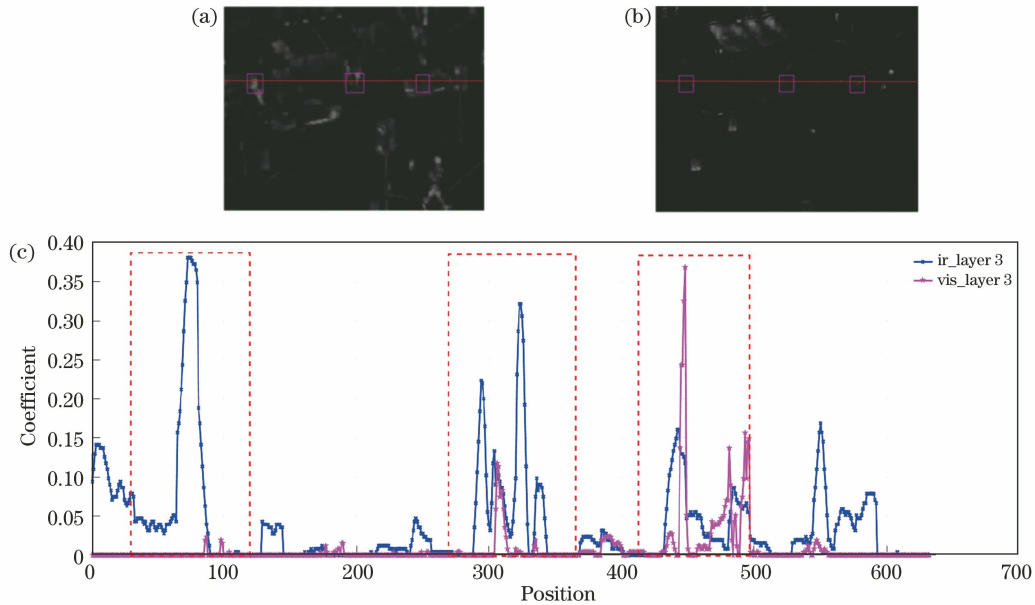 (a)
(b)
(c)
0.40
0.35
0.30
0.25
0.20
0.15
0.10
0.05
0
Coefficient
ir_layer 3
vis_layer 3
0 100 200 300 400 500 600 700
Position